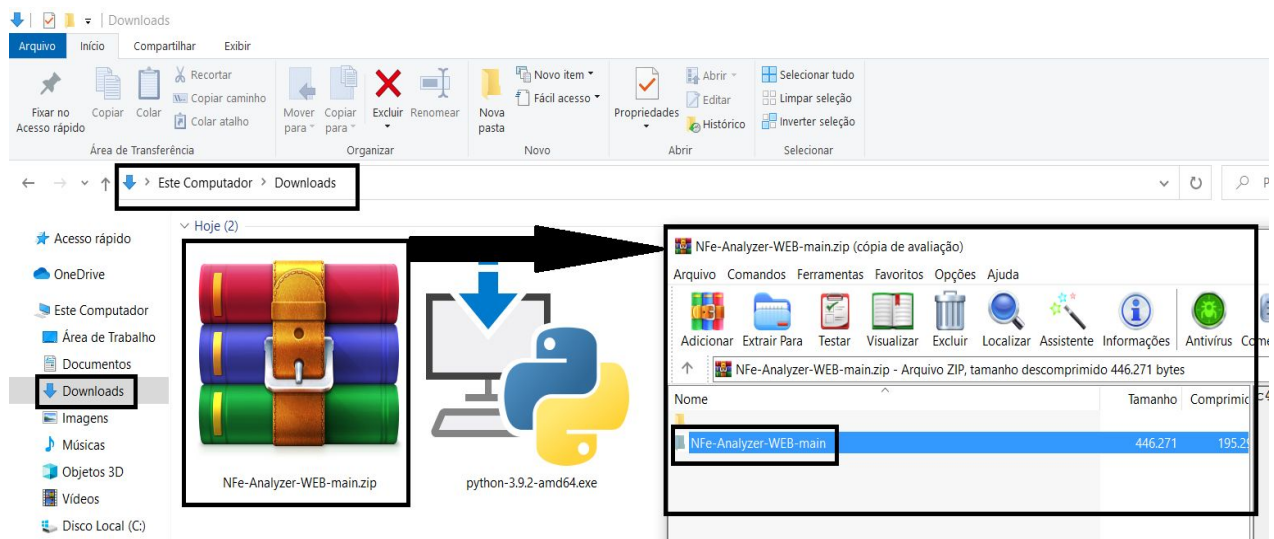 Downloads
Arquivo Início Compartilhar Exibir
Fixar no Acesso rápido
Copiar
Colar
Recortar
Copiar caminho
Colar atalho
Mover para
Copiar para
Excluir
Renomear
Nova pasta
Novo item
Fácil acesso
Propriedades
Abrir
Editar
Histórico
Selecionar tudo
Limpar seleção
Inverter seleção
Área de Transferência Organizar Novo Abrir Selecionar
Este Computador > Downloads
Acesso rápido
OneDrive
Este Computador
Área de Trabalho
Documentos
Downloads
Imagens
Músicas
Objetos 3D
Vídeos
Disco Local (C:)
Hoje (2)
NFe-Analyzer-WEB-main.zip
python-3.9.2-amd64.exe
NFe-Analyzer-WEB-main.zip (cópia de avaliação)
Arquivo Comandos Ferramentas Favoritos Opções Ajuda
Adicionar Extrair Para Testar Visualizar Excluir Localizar Assistente Informações Antivírus
NFe-Analyzer-WEB-main.zip - Arquivo ZIP, tamanho descomprimido 446.271 bytes
Nome Tamanho Comprimid
NFe-Analyzer-WEB-main 446.271 195.29